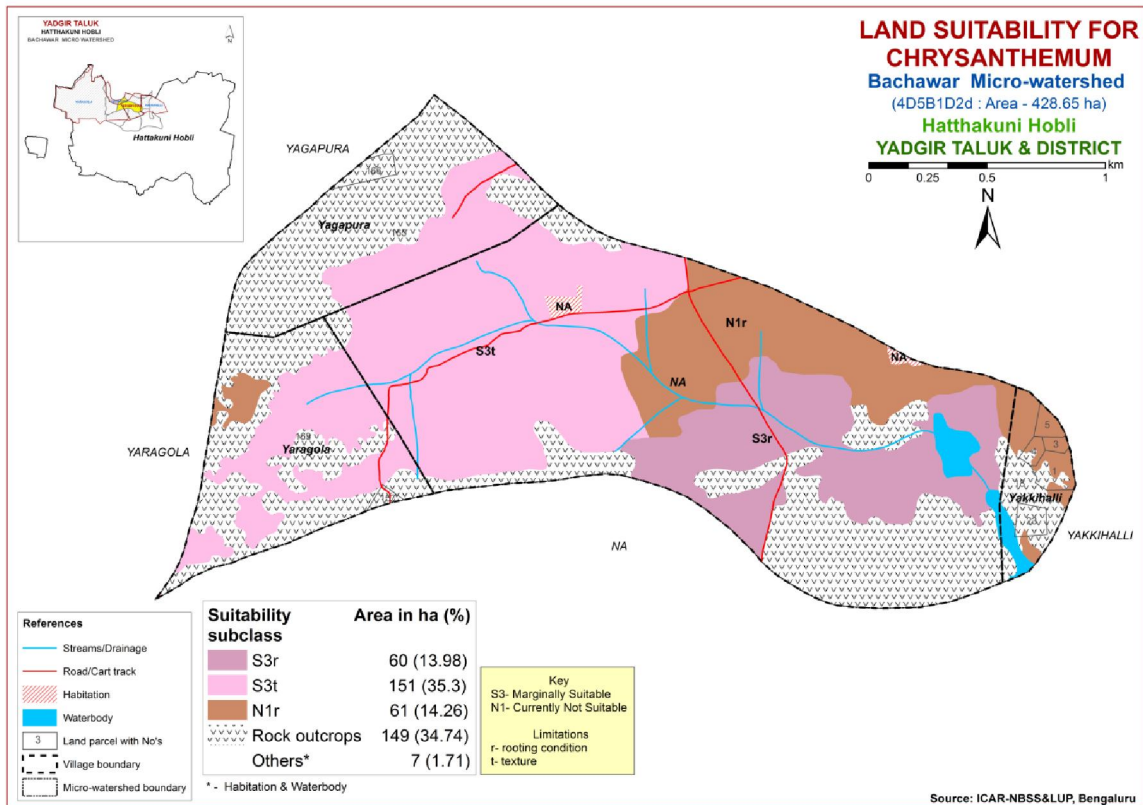 YADGIR TALUK
HATTHAKUNI HOBLI
BACHAWAR MICRO-WATERSHED
N
Hattakuni Hobli
LAND SUITABILITY FOR
CHRYSANTHEMUM
Bachawar Micro-watershed
(4D5B1D2d : Area - 428.65 ha)
Hatthakuni Hobli
YADGIR TALUK & DISTRICT
km
0 0.25 0.5 1
N
YAGAPURA
166
Yagapura
165
NA
S3t
N1r
NA
NA
S3r
YARAGOLA
169
Yaragola
5
3
Yakkihalli
YAKKIHALLI
NA
References
Streams/Drainage
Road/Cart track
Habitation
Waterbody
3 Land parcel with No's
Village boundary
Micro-watershed boundary
Suitability subclass Area in ha (%)
S3r 60 (13.98)
S3t 151 (35.3)
N1r 61 (14.26)
Rock outcrops 149 (34.74)
Others* 7 (1.71)
* - Habitation & Waterbody
Key
S3- Marginally Suitable
N1- Currently Not Suitable
Limitations
r- rooting condition
t- texture
Source: ICAR-NBSS&LUP, Bengaluru